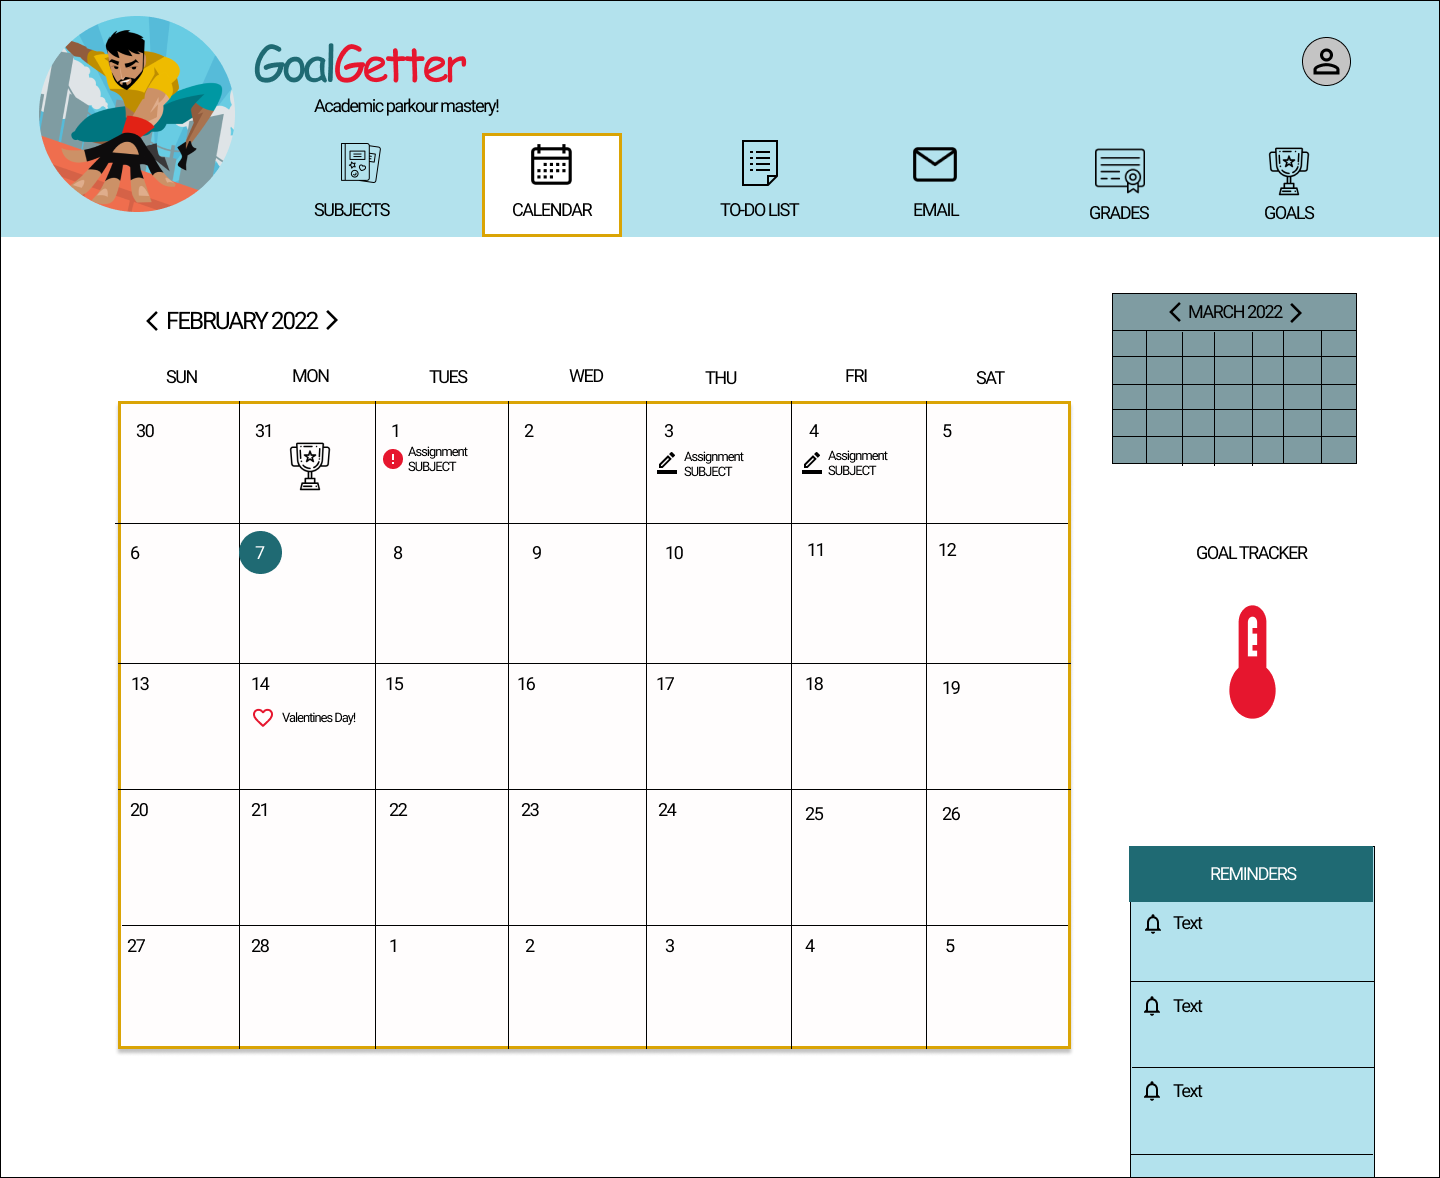 GoalGetter
Academic parkour mastery!
SUBJECTS
CALENDAR
TO-DO LIST
EMAIL
GRADES
GOALS
FEBRUARY 2022
SUN MON TUES WED THU FRI SAT
30 31 1 2 3 4 5
Assignment
SUBJECT
Assignment
SUBJECT
Assignment
SUBJECT
6 7 8 9 10 11 12
13 14 15 16 17 18 19
Valentines Day!
20 21 22 23 24 25 26
27 28 1 2 3 4 5
MARCH 2022
GOAL TRACKER
REMINDERS
Text
Text
Text